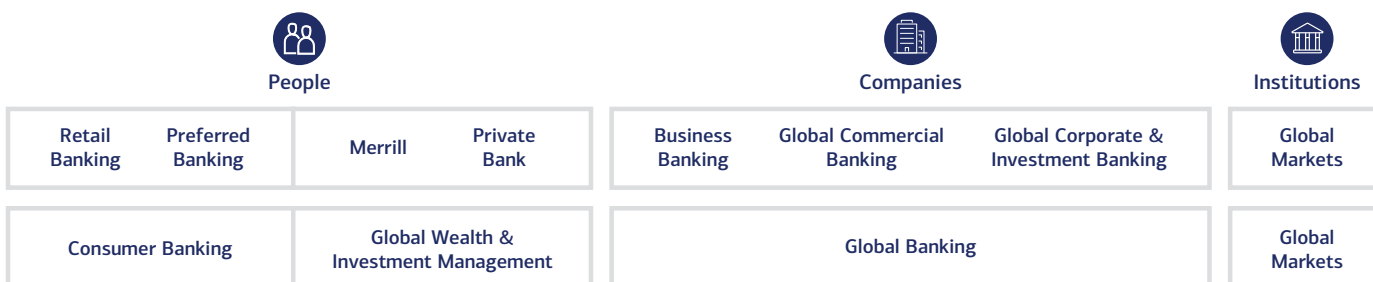 People
Companies
Institutions
Retail
Banking
Preferred
Banking
Merrill
Private
Bank
Business
Banking
Global Commercial
Banking
Global Corporate &
Investment Banking
Global
Markets
Consumer Banking
Global Wealth &
Investment Management
Global Banking
Global
Markets